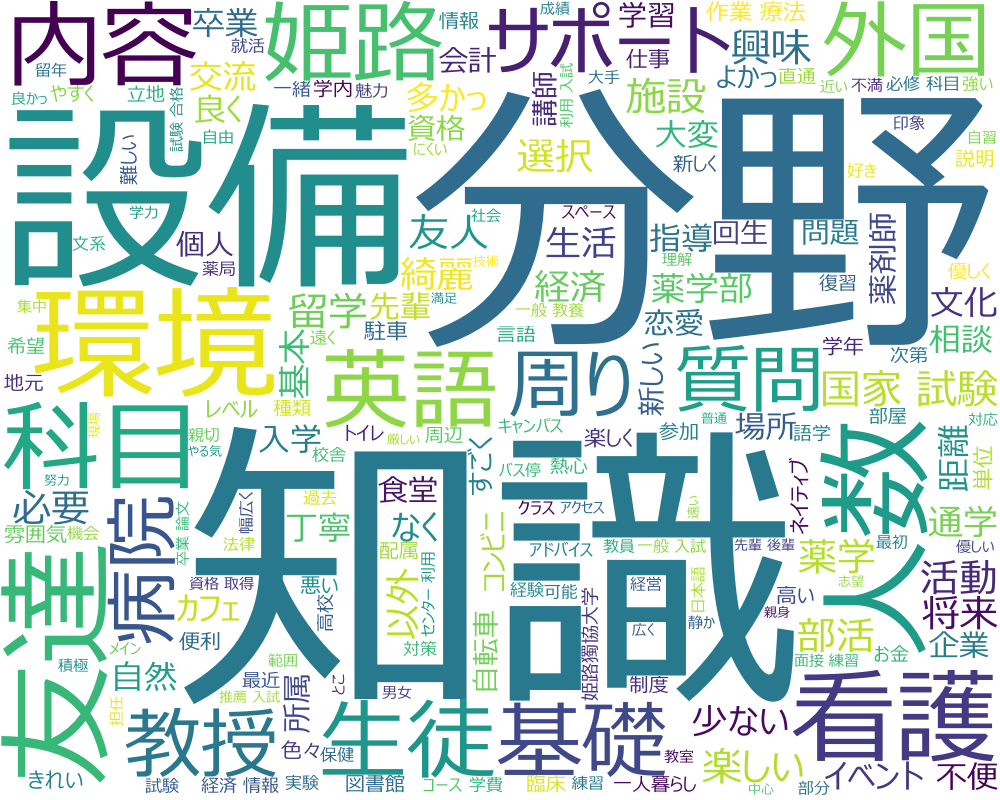 内容
卒業
就活
留年
姫路
情報
成績
サポート
学習
作業 療法
外国
会計
仕事
興味
交流
一緒
学内
魅力
大手
講師
利用 入試
よかっ
直通
近い
不満
必修 科目
強い
良かっ
やすく
立地
試験 合格
良く
多かっ
資格
施設
印象
自由
にくい
選択
大変
自習
難しい
新しく
好き
説明
設備
分野
学力
文系
個人
薬局
社会
友人
スペース
生活
指導
回生
問題
薬剤師
優しく
綺麗
技術
理解
復習
集中
環境
留学
先輩
満足
経済
薬学部
文化
遠く
一般 教養
希望
駐車
言語
恋愛
相談
地元
基本
英語
周り
新しい
質問
学年
次第
国家 試験
科目
レベル
種類
キャンパス
普通
場所
部屋
対応
現場
親切
やる気
入学
トイレ
厳しい
周辺
楽しく
参加
語学
校舎
バス停
熱心
距離
単位
努力
必要
病院
幅広く
過去
食堂
すごく
クラス
アクセス
遠い
ネイティブ
人数
雰囲気
機会
卒業 論文
丁寧
なく
コンビニ
通学
法律
配属
アドバイス
教員 一般 入試
先輩 後輩
最初
優しい
友達
資格 取得
悪い
以外
センター 利用
経験
可能
経営
日本語
親身
薬学
志望
活動
カフェ
高校
知識
高い
将来
便利
対策
静か
姫路獨協大学
広く
部活
企業
メイン
積極
自然
範囲
自転車
面接 練習
お金
担任
最近
所属
とこ
推薦 入試
男女
制度
教授
生徒
基礎
少ない
看護
色々
保健
教室
楽しい
きれい
試験
経済 情報
実験
図書館
コース 学費
臨床
練習
一人暮らし
中心
部分
イベント
不便